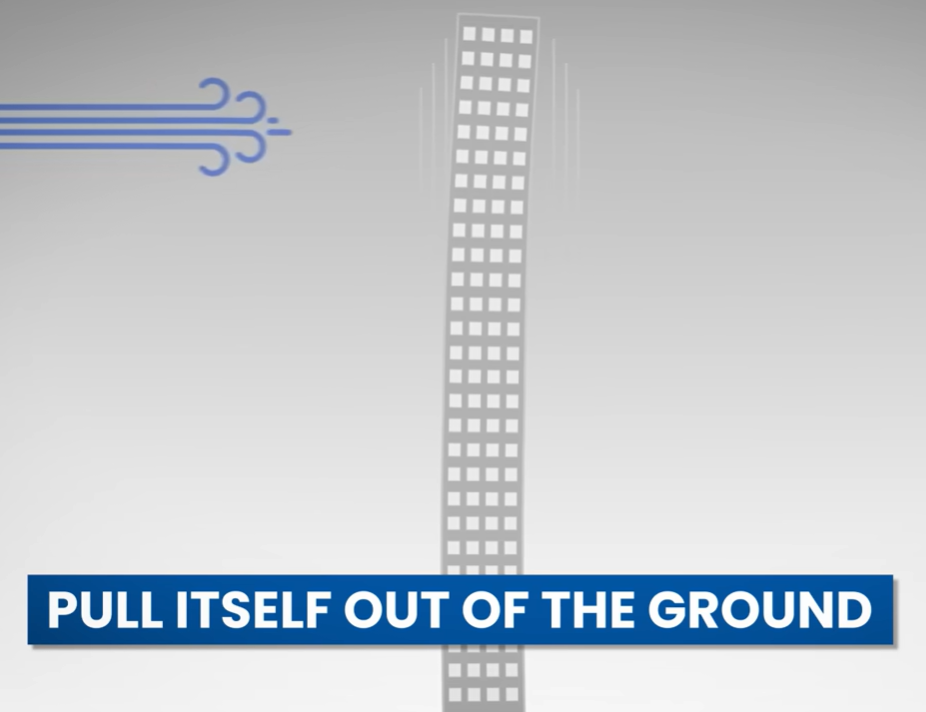 PULL ITSELF OUT OF THE GROUND